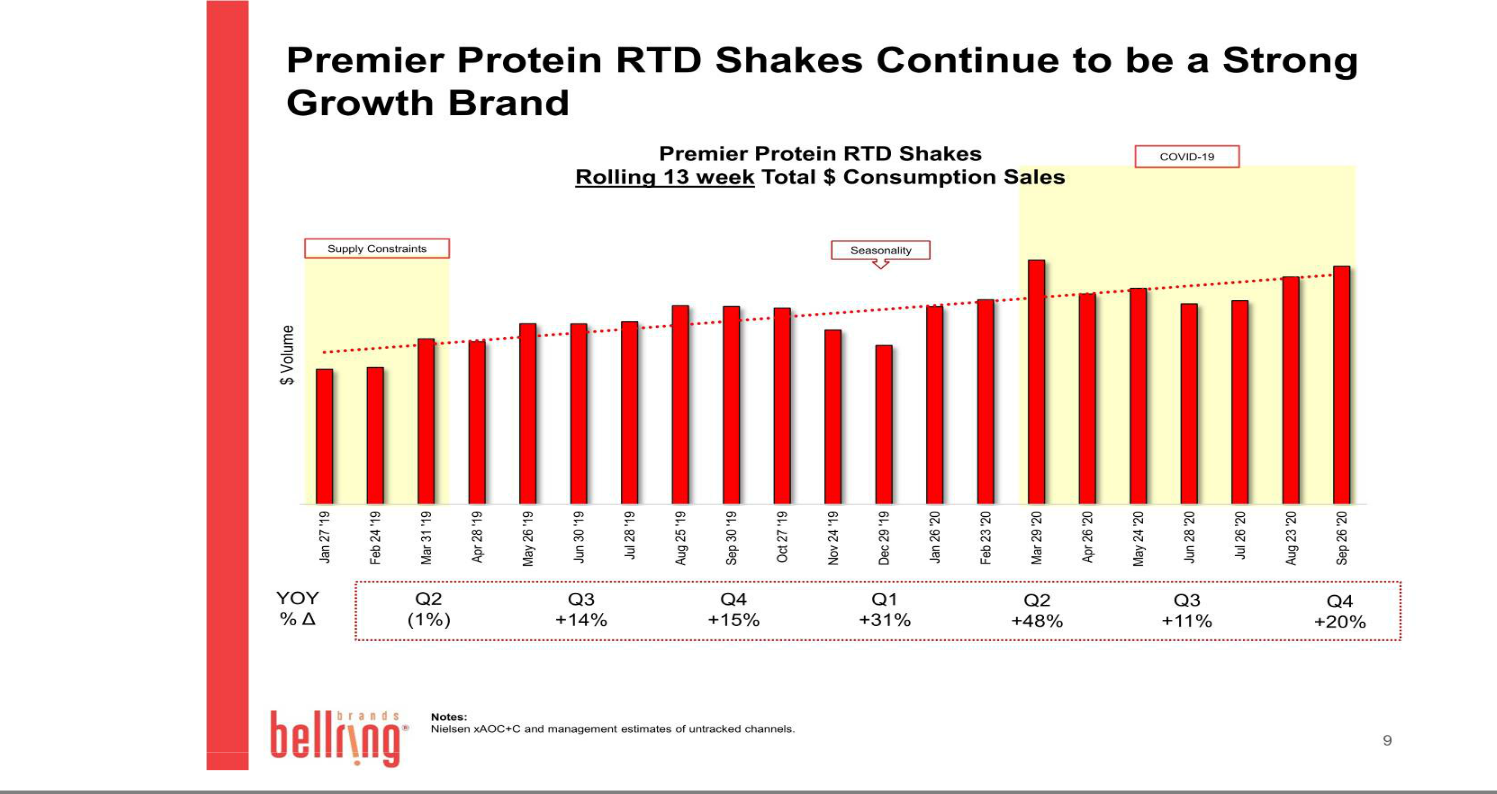 Premier Protein RTD Shakes Continue to be a Strong
Growth Brand
Premier Protein RTD Shakes
Rolling 13 week Total $ Consumption Sales
COVID-19
Supply Constraints
Seasonality
$ Volume
Jan 27 '19
Feb 24 '19
Mar 31 '19
Apr 28 '19
May 26 '19
Jun 30 '19
Jul 28 '19
Aug 25 '19
Sep 30 '19
Oct 27 '19
Nov 24 '19
Dec 29 '19
Jan 26 '20
Feb 23 '20
Mar 29 '20
Apr 26 '20
May 24 '20
Jun 28 '20
Jul 26 '20
Aug 23 '20
Sep 26 '20
YOY Q2 Q3 Q4 Q1 Q2 Q3 Q4
% Δ (1%) +14% +15% +31% +48% +11% +20%
brands
bellring®
Notes:
Nielsen xAOC+C and management estimates of untracked channels.
9